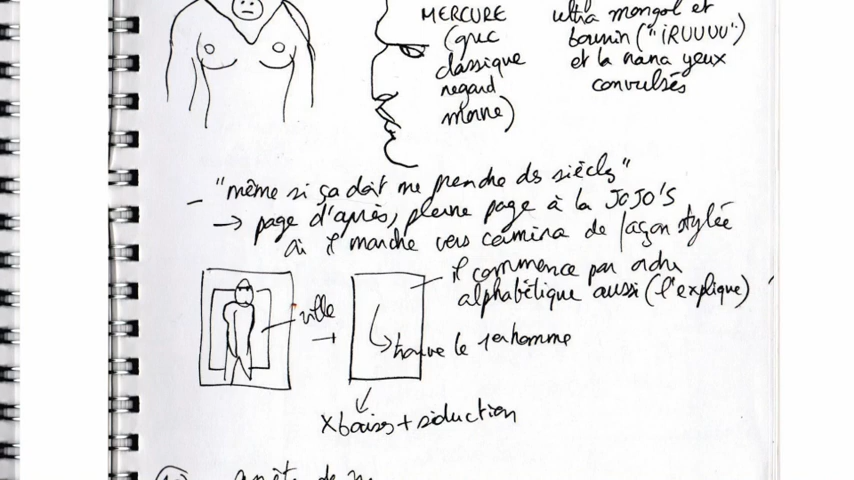 MERCURE
(grec
classique
regard
morne)
ultra mongol et
("iRUUUU")
et la nana yeux
convulsés
- "même si ça doit me prendre des siècles"
→ page d'après, pleine page à la JOJO'S
où il marche vers camina de façon stylée
il commence par ordre
alphabétique aussi (l'explique)
ville
→
trouve le 1er homme
X baises + séduction